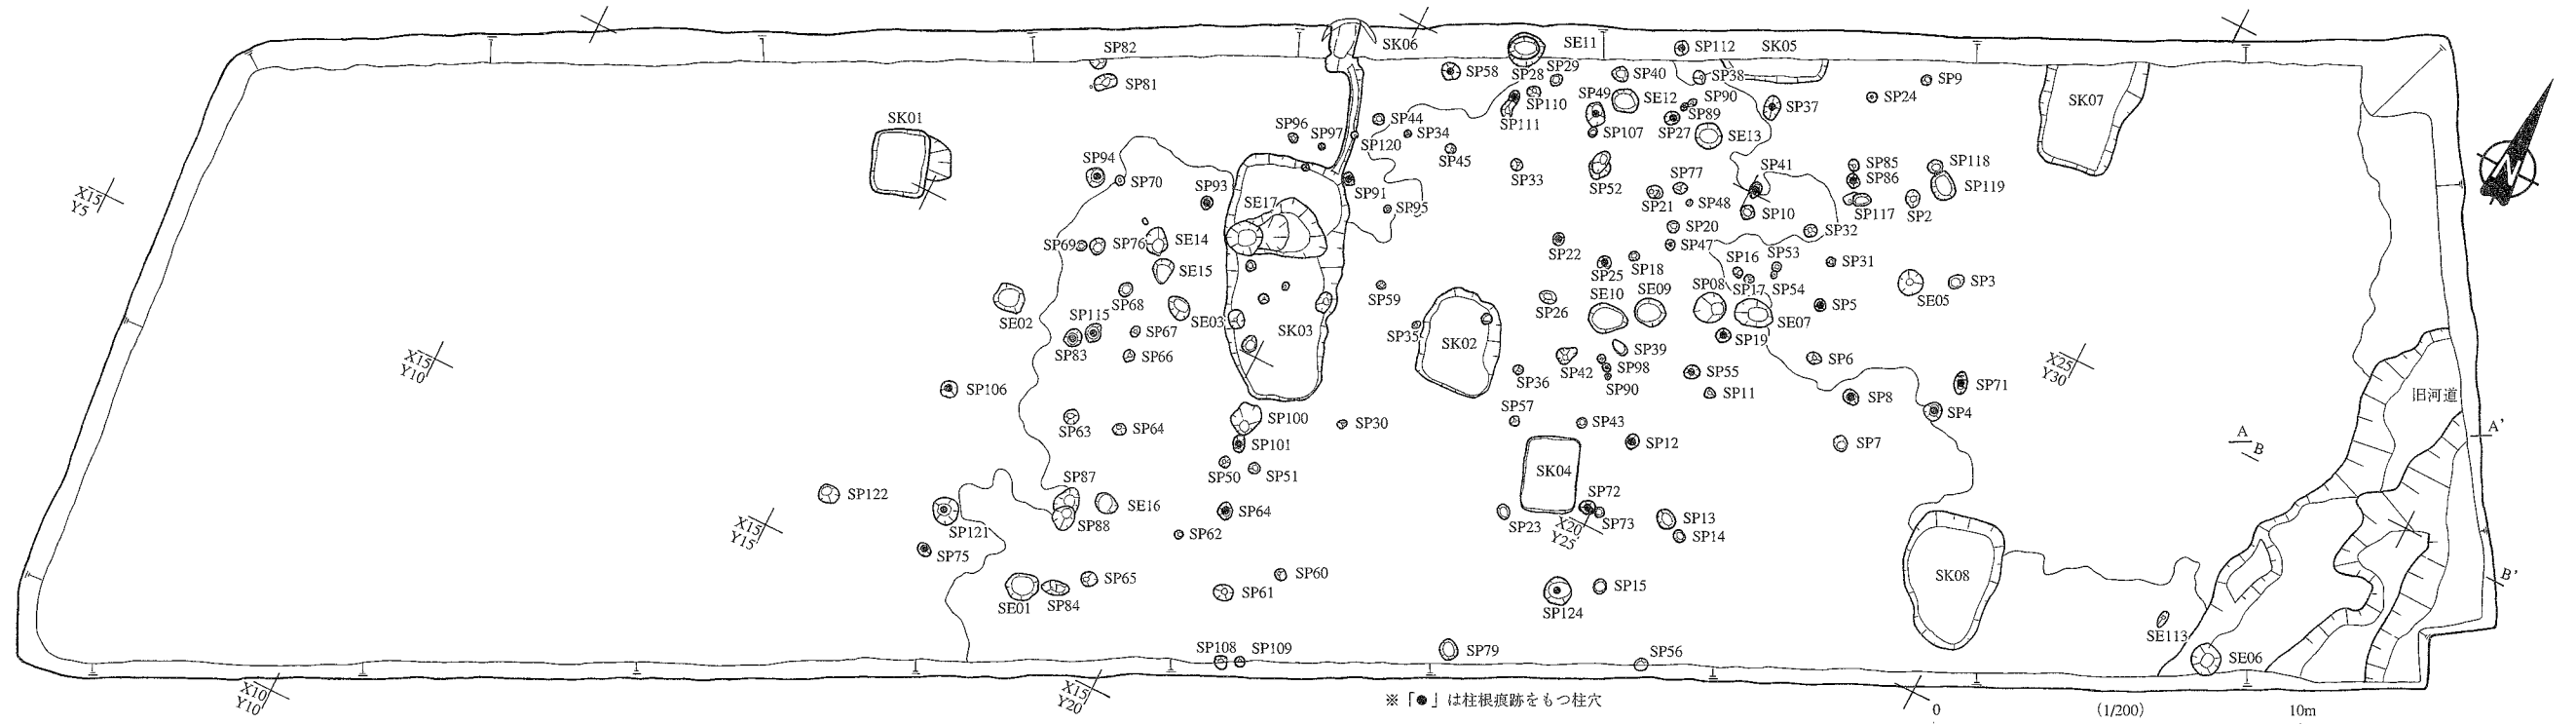 SP82
SK06
SE11
SP112
SK05
SP81
SP58
SP28
SP29
SP40
SP38
SP9
SK07
SK01
SP96
SP97
SP44
SP34
SP120
SP111
SP110
SP49
SE12
SP90
SP89
SP37
SP24
SP107
SP27
SE13
SP45
SP94
SP70
SP93
SP91
SP33
SP52
SP77
SP41
SP85
SP86
SP118
SP119
X15
Y5
SE17
SP95
SP21
SP48
SP10
SP117
SP2
SP69
SP76
SE14
SP22
SP20
SP47
SP32
SE15
SP25
SP18
SP16
SP53
SP31
SE02
SP68
SE03
SP59
SP26
SE10
SE09
SP08
SP17
SP54
SP5
SE05
SP3
SP115
SP83
SP67
SK03
SP35
SK02
SE07
SP19
X15
Y10
SP66
SP42
SP39
SP98
SP90
SP6
X25
Y30
SP106
SP36
SP55
SP11
SP8
SP71
旧河道
SP63
SP64
SP100
SP101
SP30
SP57
SP43
SP12
SP4
SP7
A
A'
B
SP50
SP51
SK04
SP122
SP87
SP88
SE16
SP72
SP73
SP121
SP64
SP23
SP13
X15
Y15
SP62
X20
Y25
SP14
SP75
SP65
SP60
SK08
B'
SE01
SP84
SP61
SP124
SP15
SE113
SP108
SP109
SP79
SP56
SE06
X10
Y10
X15
Y20
※「●」は柱根痕跡をもつ柱穴
0 (1/200) 10m